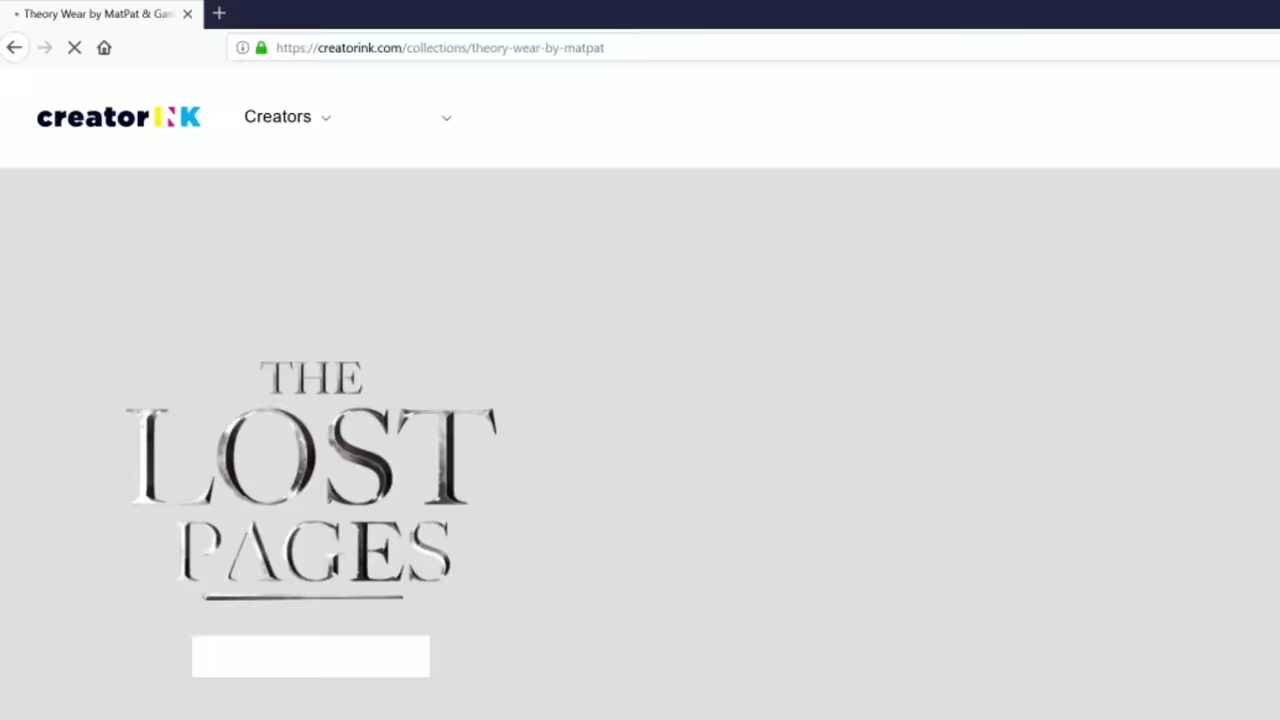 Theory Wear by MatPat & Gam
https://creatorink.com/collections/theory-wear-by-matpat
creatorINK
Creators
THE
LOST
PAGES